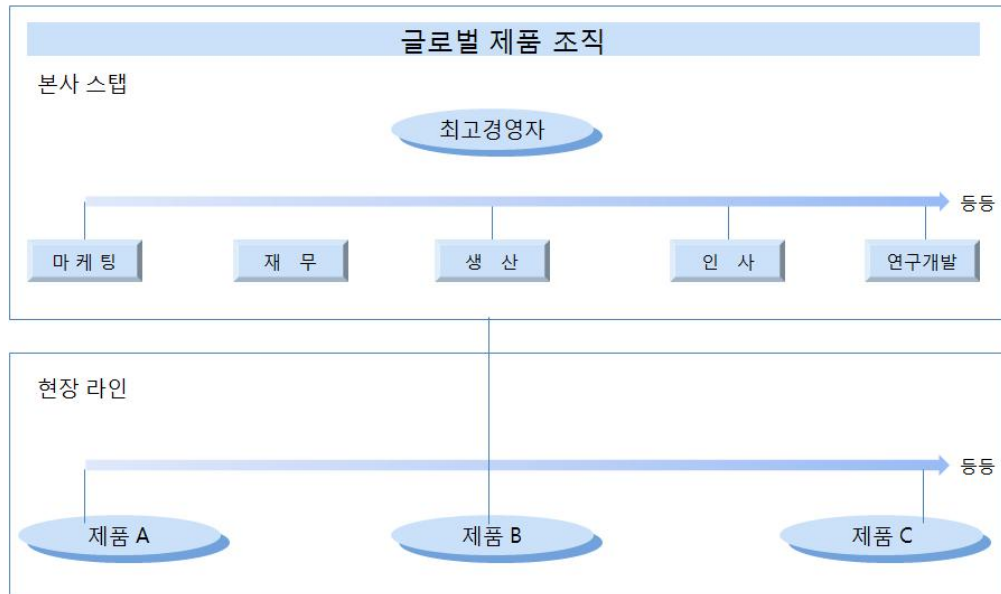 글로벌 제품 조직
본사 스탭
최고경영자
등등
마 케 팅 재 무 생 산 인 사 연구개발
현장 라인
등등
제품 A 제품 B 제품 C